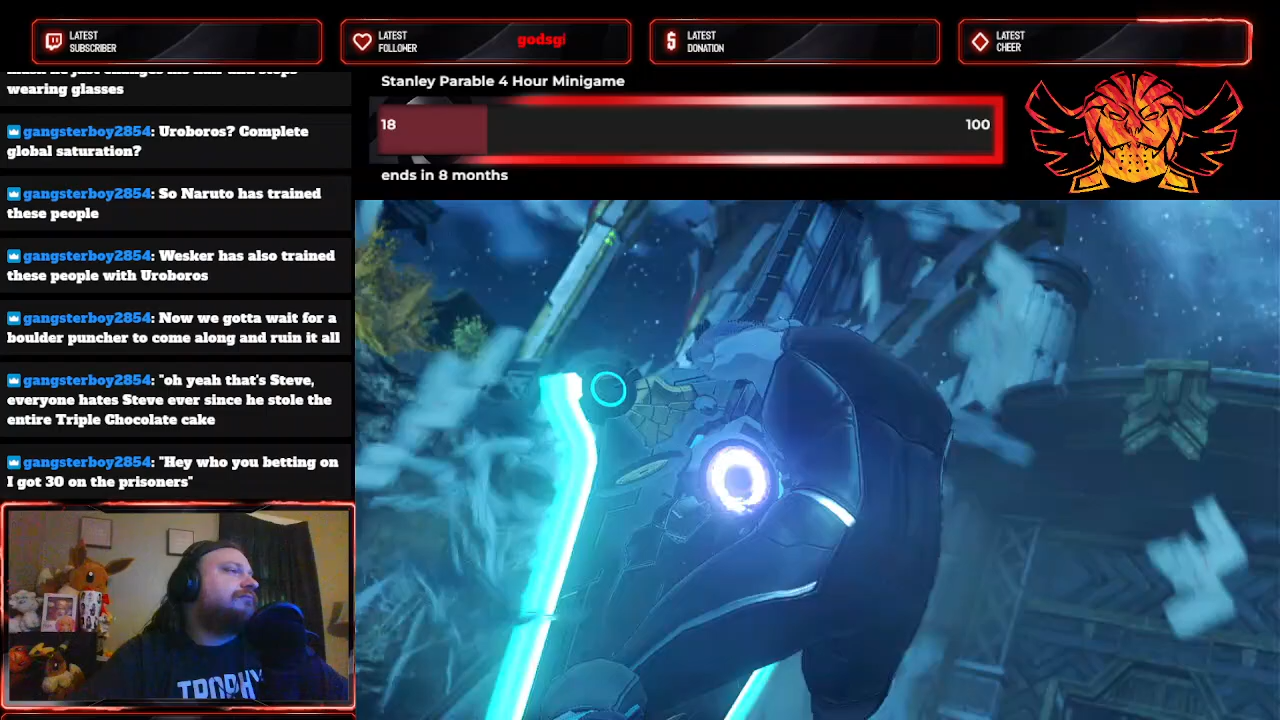 LATEST
SUBSCRIBER
LATEST
FOLLOWER
godsgi
LATEST
DONATION
LATEST
CHEER
wearing glasses
gangsterboy2854: Uroboros? Complete
global saturation?
gangsterboy2854: So Naruto has trained
these people
gangsterboy2854: Wesker has also trained
these people with Uroboros
gangsterboy2854: Now we gotta wait for a
boulder puncher to come along and ruin it all
gangsterboy2854: "oh yeah that's Steve,
everyone hates Steve ever since he stole the
entire Triple Chocolate cake
gangsterboy2854: "Hey who you betting on
I got 30 on the prisoners"
Stanley Parable 4 Hour Minigame
18
100
ends in 8 months
TROPHY